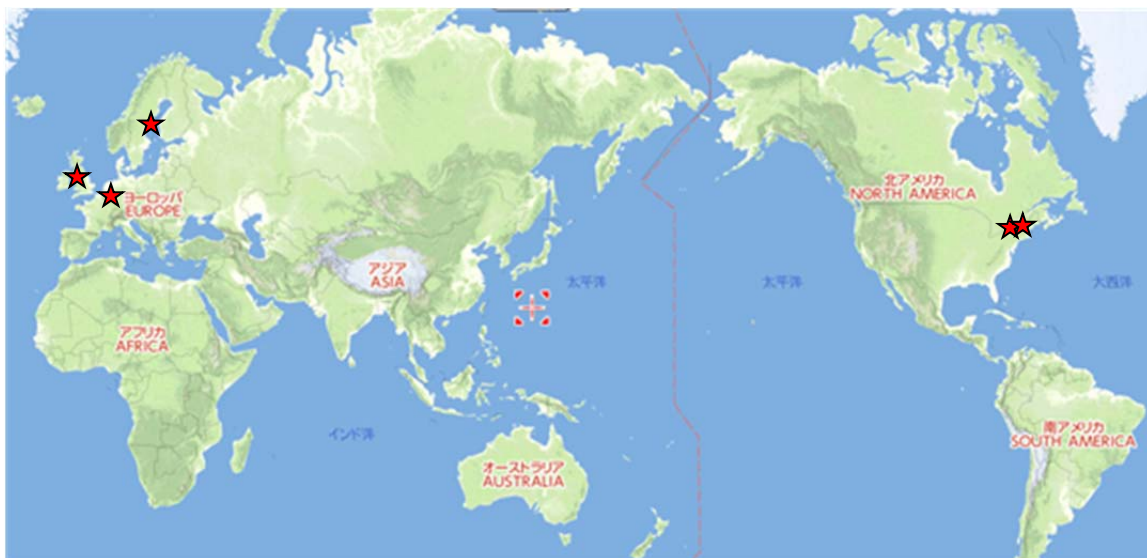 ヨーロッパ
EUROPE
北アメリカ
NORTH AMERICA
アジア
ASIA
太平洋
太平洋
大西洋
アフリカ
AFRICA
インド洋
南アメリカ
SOUTH AMERICA
オーストラリア
AUSTRALIA